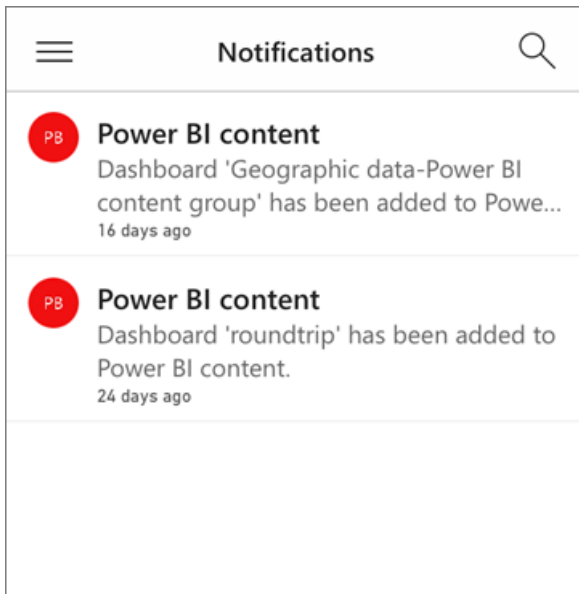 Notifications
PB
Power BI content
Dashboard 'Geographic data-Power BI
content group' has been added to Powe...
16 days ago
PB
Power BI content
Dashboard 'roundtrip' has been added to
Power BI content.
24 days ago